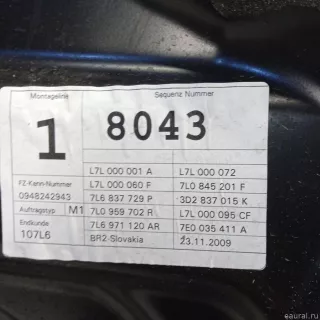 Montagelink
Sequenz Nummer
1
8043
L7L 000 001 A
L7L 000 072
FZ-Kann-Nummer
L7L 000 060 F
7L0 845 201 F
0948242943
7L6 837 729 P
3D2 837 015 K
Auftragstyp M1
7L0 959 702 R
L7L 000 095 CF
Endkunde
7L6 971 120 AR
7E0 035 411 A
107L6
BR2-Slovakia
23.11.2009
© eaural.ru